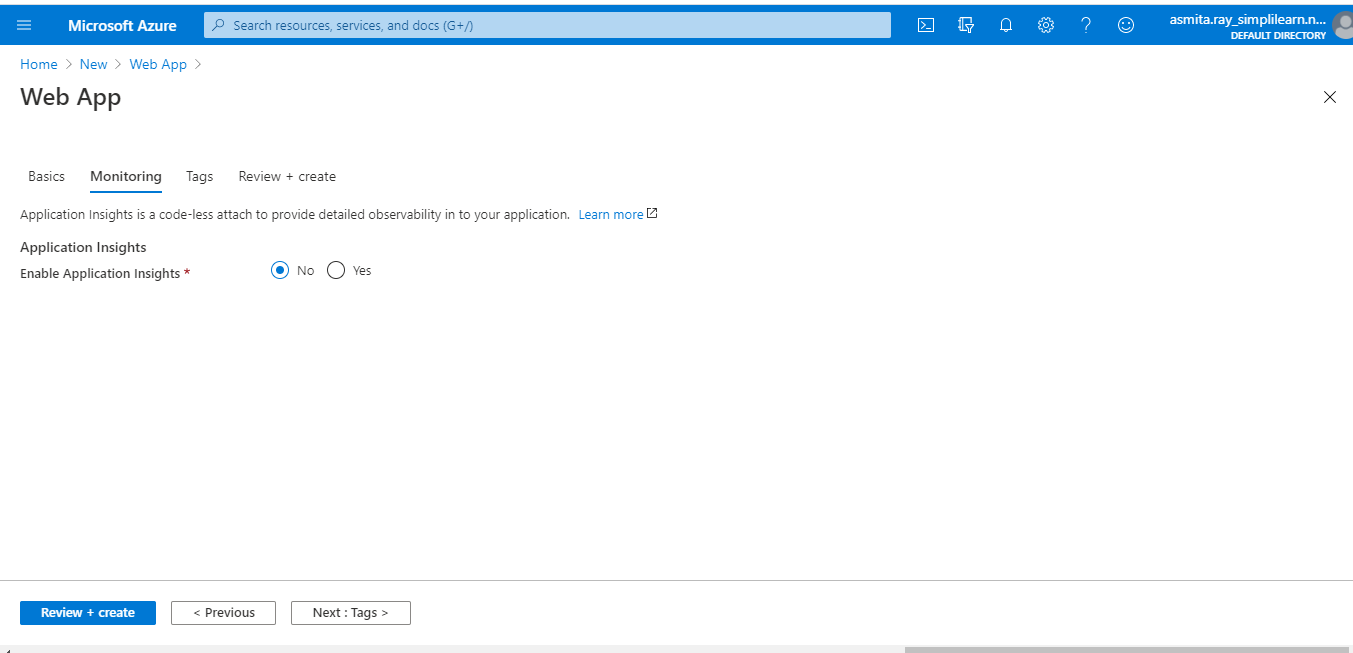 Microsoft Azure
Search resources, services, and docs (G+/)
asmita.ray_simplilearn.n...
DEFAULT DIRECTORY
Home > New > Web App >
Web App
Basics Monitoring Tags Review + create
Application Insights is a code-less attach to provide detailed observability in to your application. Learn more
Application Insights
Enable Application Insights * No Yes
Review + create < Previous Next : Tags >